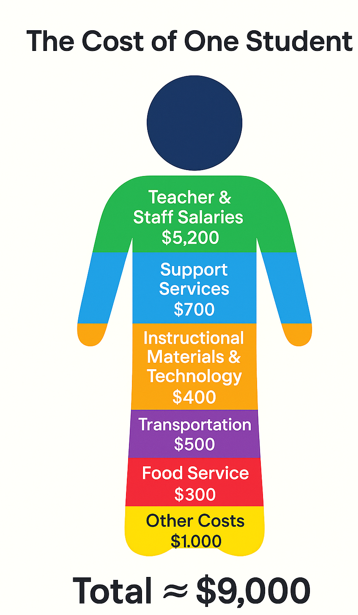 The Cost of One Student
Teacher &
Staff Salaries
$5,200
Support
Services
$700
Instructional
Materials &
Technology
$400
Transportation
$500
Food Service
$300
Other Costs
$1.000
Total ≈ $9,000